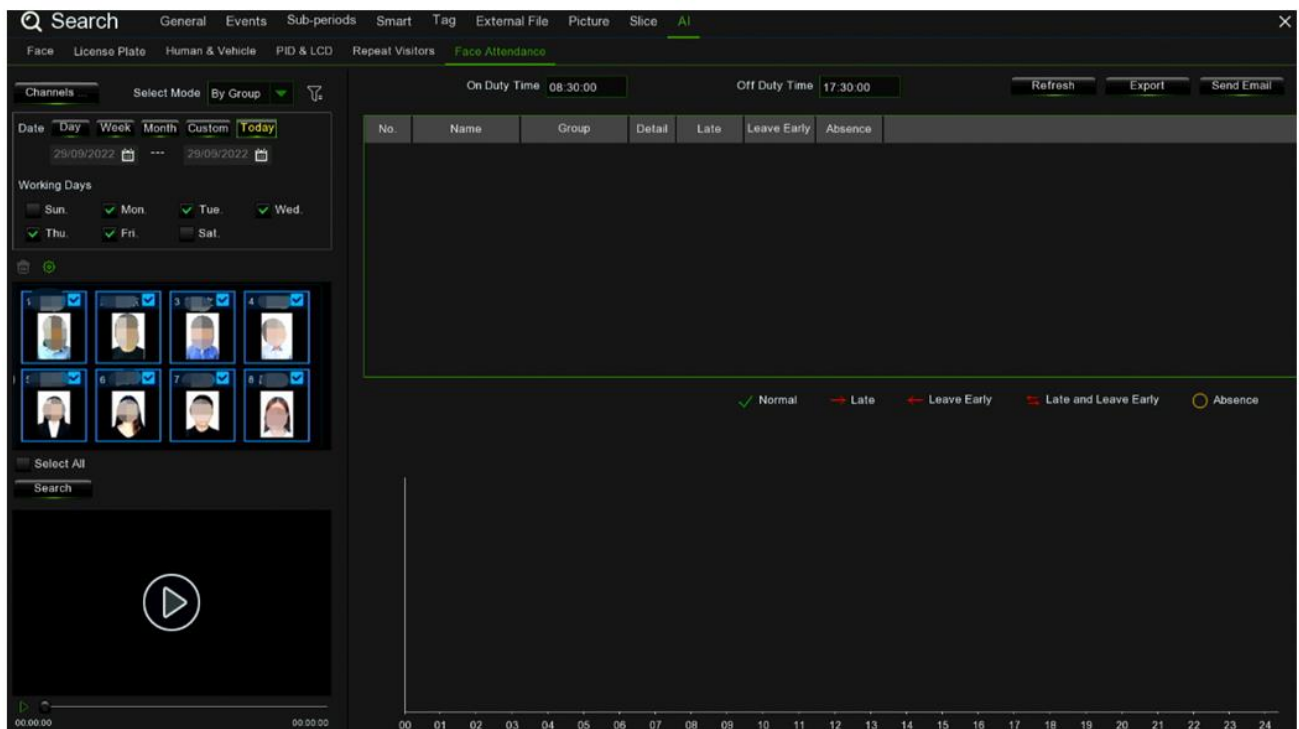 Search General Events Sub-periods Smart Tag External File Picture Slice AI
Face License Plate Human & Vehicle PID & LCD Repeat Visitors Face Attendance
Channels ... Select Mode By Group
On Duty Time 08:30:00 Off Duty Time 17:30:00 Refresh Export Send Email
Date Day Week Month Custom Today
29/09/2022 --- 29/09/2022
No. Name Group Detail Late Leave Early Absence
Working Days
Sun. Mon. Tue. Wed.
Thu. Fri. Sat.
1 3 4
6 7 8
Normal Late Leave Early Late and Leave Early Absence
Select All
Search
00:00:00 00:00:00
00 01 02 03 04 05 06 07 08 09 10 11 12 13 14 15 16 17 18 19 20 21 22 23 24